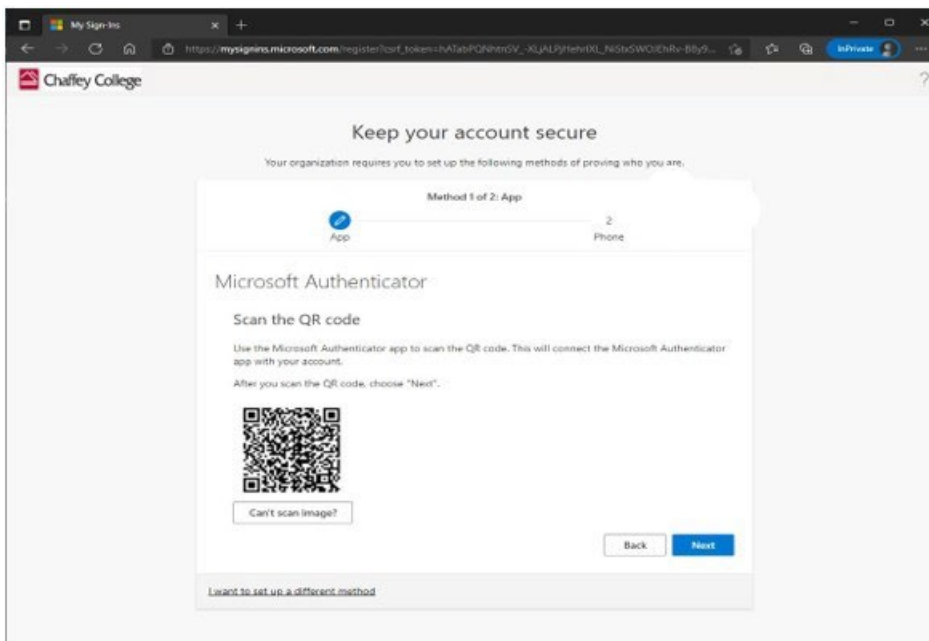 My Sign-Ins
InPrivate
Chaffey College
?
Keep your account secure
Your organization requires you to set up the following methods of proving who you are.
Method 1 of 2: App
App
2
Phone
Microsoft Authenticator
Scan the QR code
Use the Microsoft Authenticator app to scan the QR code. This will connect the Microsoft Authenticator
app with your account.
After you scan the QR code, choose "Next".
Can't scan image?
Back
Next
I want to set up a different method